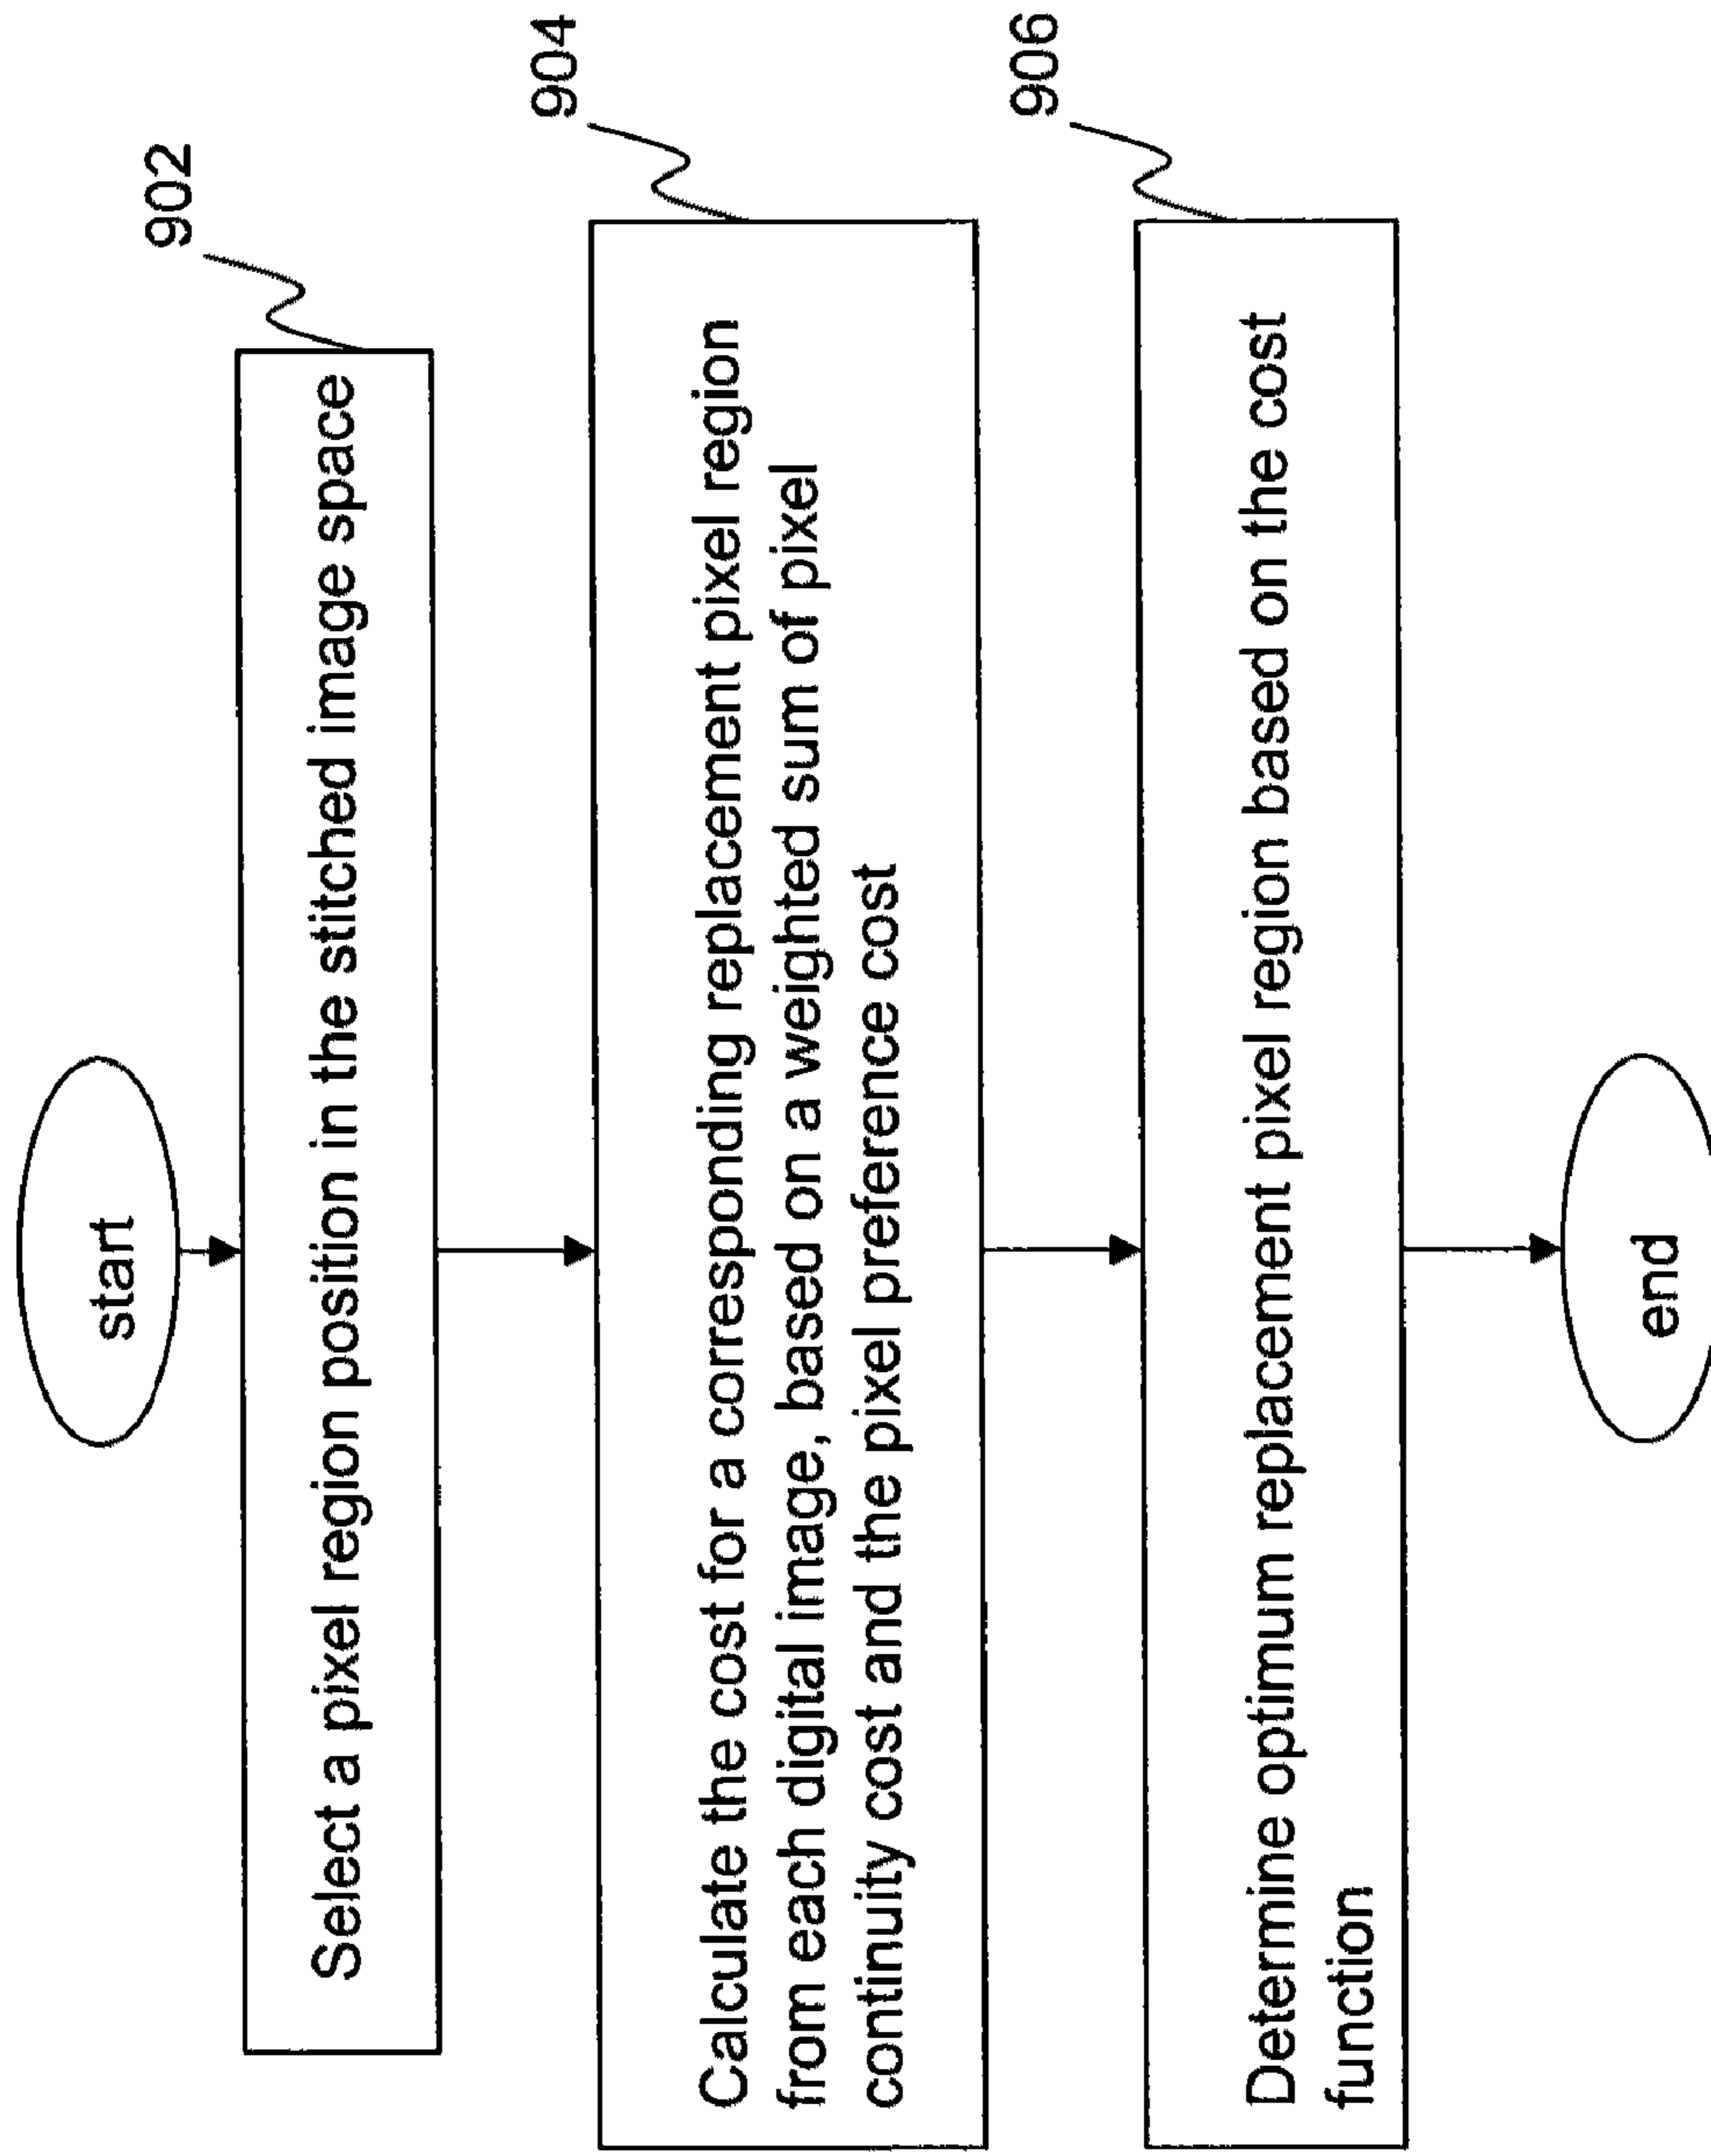 start
902
Select a pixel region position in the stitched image space
904
Calculate the cost for a corresponding replacement pixel region
from each digital image, based on a weighted sum of pixel
continuity cost and the pixel preference cost
906
Determine optimum replacement pixel region based on the cost
function
end